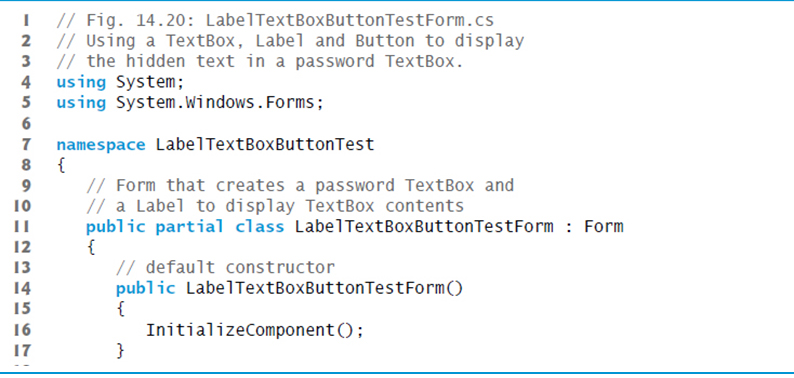 1 // Fig. 14.20: LabelTextBoxButtonTestForm.cs
2 // Using a TextBox, Label and Button to display
3 // the hidden text in a password TextBox.
4 using System;
5 using System.Windows.Forms;
6
7 namespace LabelTextBoxButtonTest
8 {
9 // Form that creates a password TextBox and
10 // a Label to display TextBox contents
11 public partial class LabelTextBoxButtonTestForm : Form
12 {
13 // default constructor
14 public LabelTextBoxButtonTestForm()
15 {
16 InitializeComponent();
17 }